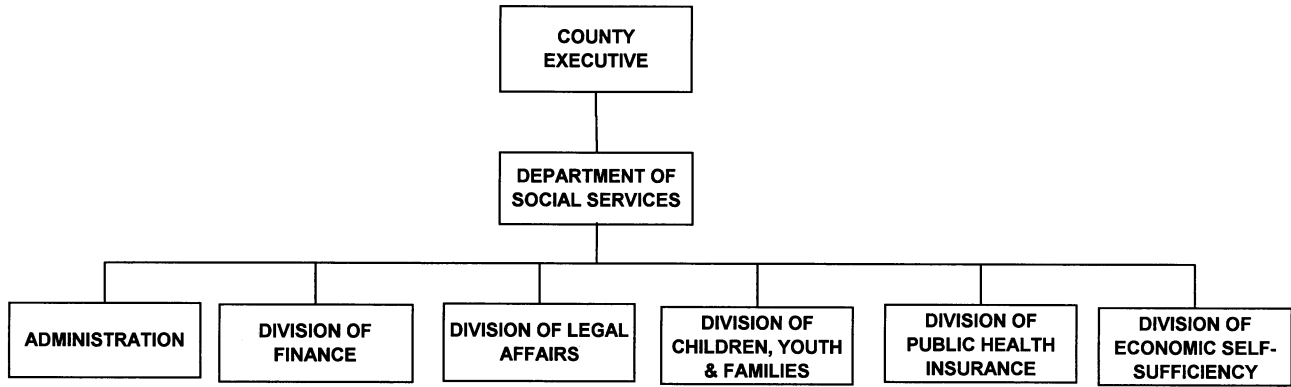 COUNTY
EXECUTIVE
DEPARTMENT OF
SOCIAL SERVICES
ADMINISTRATION
DIVISION OF
FINANCE
DIVISION OF LEGAL
AFFAIRS
DIVISION OF
CHILDREN, YOUTH
& FAMILIES
DIVISION OF
PUBLIC HEALTH
INSURANCE
DIVISION OF
ECONOMIC SELF-
SUFFICIENCY